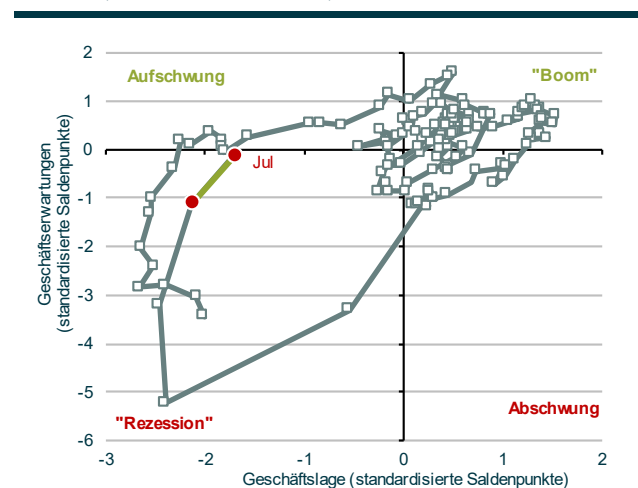 2
Aufschwung
"Boom"
1
0
Jul
-1
-2
-3
-4
-5
"Rezession"
Abschwung
-6
-3
-2
-1
0
1
2
Geschäftserwartungen
(standardisierte Saldenpunkte)
Geschäftslage (standardisierte Saldenpunkte)